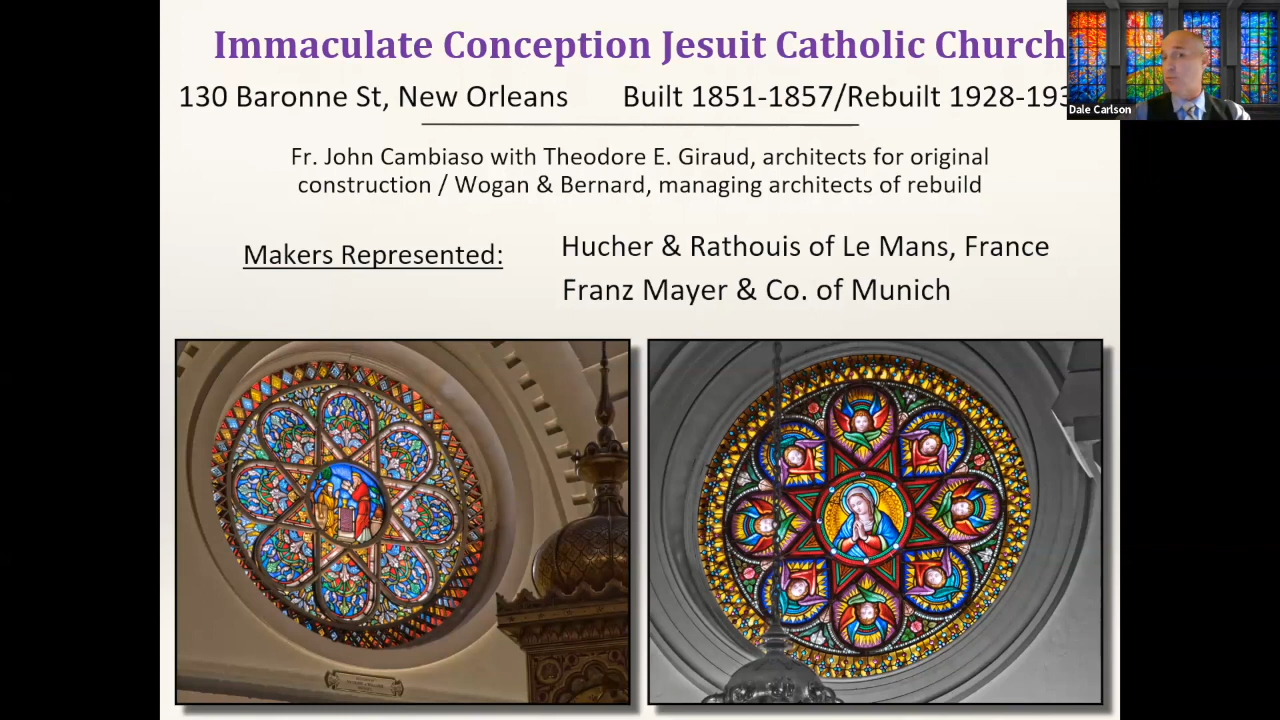 Immaculate Conception Jesuit Catholic Church
130 Baronne St, New Orleans Built 1851-1857/Rebuilt 1928-193
Dale Carlson
Fr. John Cambiaso with Theodore E. Giraud, architects for original
construction / Wogan & Bernard, managing architects of rebuild
Makers Represented:
Hucher & Rathouis of Le Mans, France
Franz Mayer & Co. of Munich